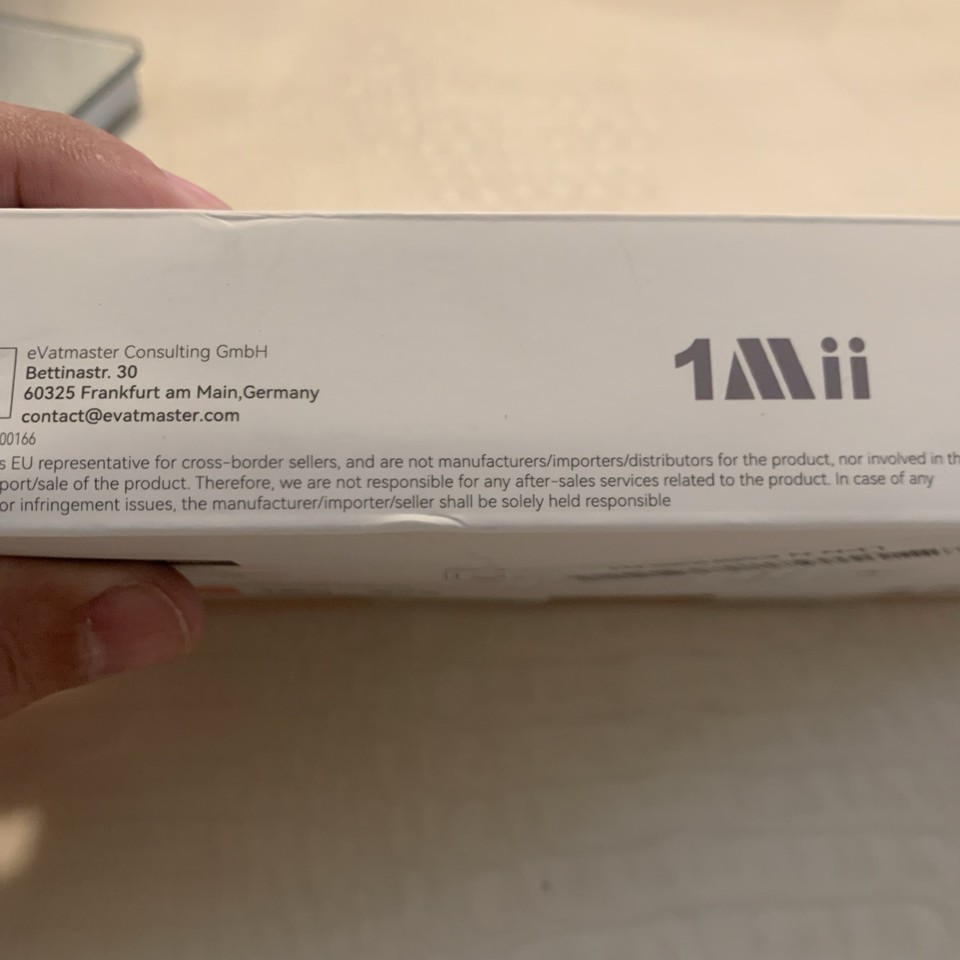 eVatmaster Consulting GmbH
Bettinastr. 30
60325 Frankfurt am Main,Germany
contact@evatmaster.com
1Mii
00166
s EU representative for cross-border sellers, and are not manufacturers/importers/distributors for the product, nor involved in th
port/sale of the product. Therefore, we are not responsible for any after-sales services related to the product. In case of any
or infringement issues, the manufacturer/importer/seller shall be solely held responsible